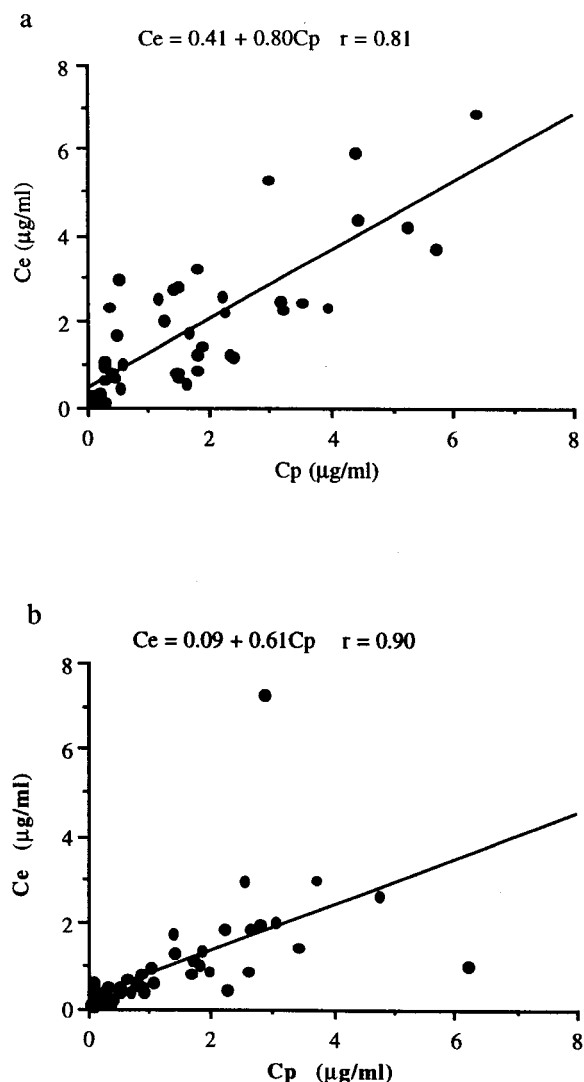 a
Ce = 0.41 + 0.80Cp r = 0.81
8
6
4
2
0
Ce (μg/ml)
0 2 4 6 8
Cp (μg/ml)
b
Ce = 0.09 + 0.61Cp r = 0.90
8
6
4
2
0
Ce (μg/ml)
0 2 4 6 8
Cp (μg/ml)